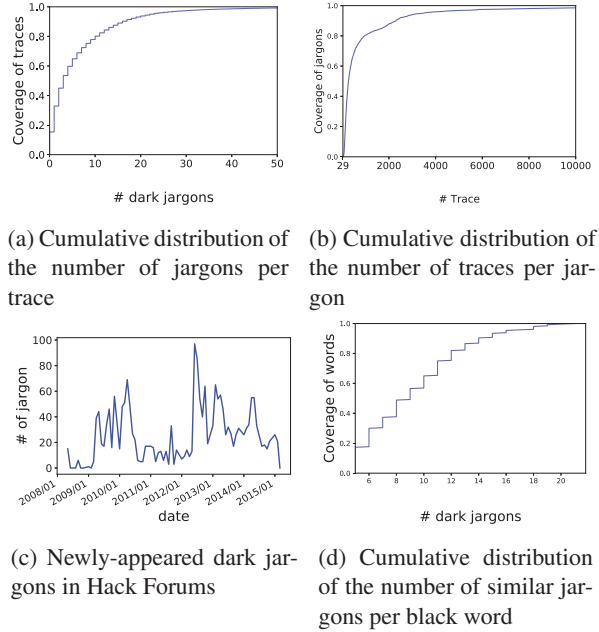 1.0
0.8
0.6
0.4
0.2
0.0
0 10 20 30 40 50
Coverage of traces
# dark jargons
1.0
0.8
0.6
0.4
0.2
0.0
29 2000 4000 6000 8000 10000
Coverage of jargons
# Trace
(a) Cumulative distribution of
the number of jargons per
trace
(b) Cumulative distribution of
the number of traces per jar-
gon
100
80
60
40
20
0
2008/01 2009/01 2010/01 2011/01 2012/01 2013/01 2014/01 2015/01
# of jargon
date
1.0
0.8
0.6
0.4
0.2
0.0
6 8 10 12 14 16 18 20
Coverage of words
# dark jargons
(c) Newly-appeared dark jar-
gons in Hack Forums
(d) Cumulative distribution
of the number of similar jar-
gons per black word